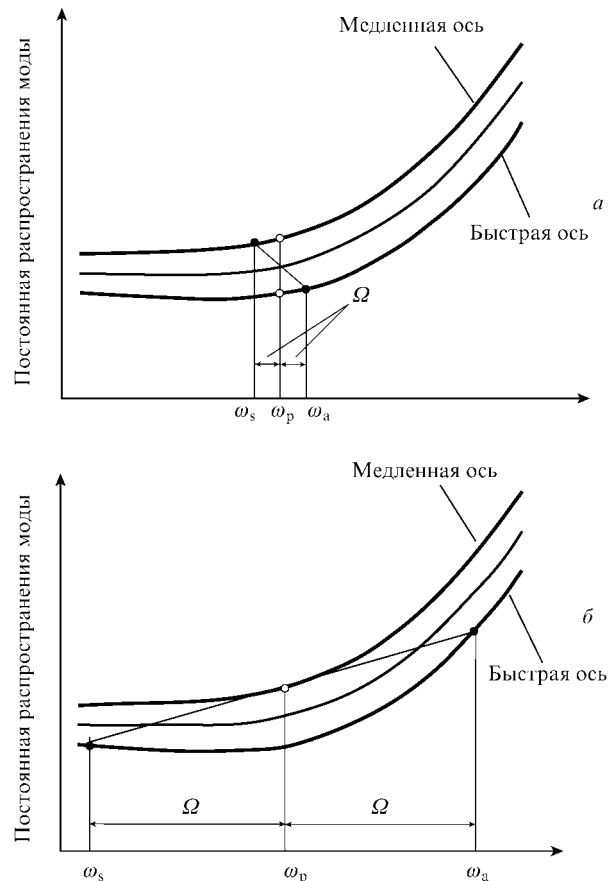 Постоянная распространения моды
Медленная ось
Быстрая ось
а
Ω
ωs ωp ωa
Постоянная распространения моды
Медленная ось
Быстрая ось
б
Ω Ω
ωs ωp ωa